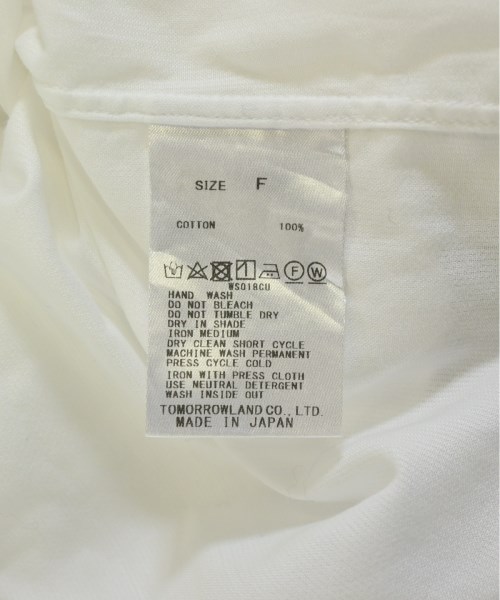 SIZE F
COTTON 100%
F W
WS018CU
HAND WASH
DO NOT BLEACH
DO NOT TUMBLE DRY
DRY IN SHADE
IRON MEDIUM
DRY CLEAN SHORT CYCLE
MACHINE WASH PERMANENT
PRESS CYCLE COLD
IRON WITH PRESS CLOTH
USE NEUTRAL DETERGENT
WASH INSIDE OUT
TOMORROWLAND CO., LTD.
MADE IN JAPAN